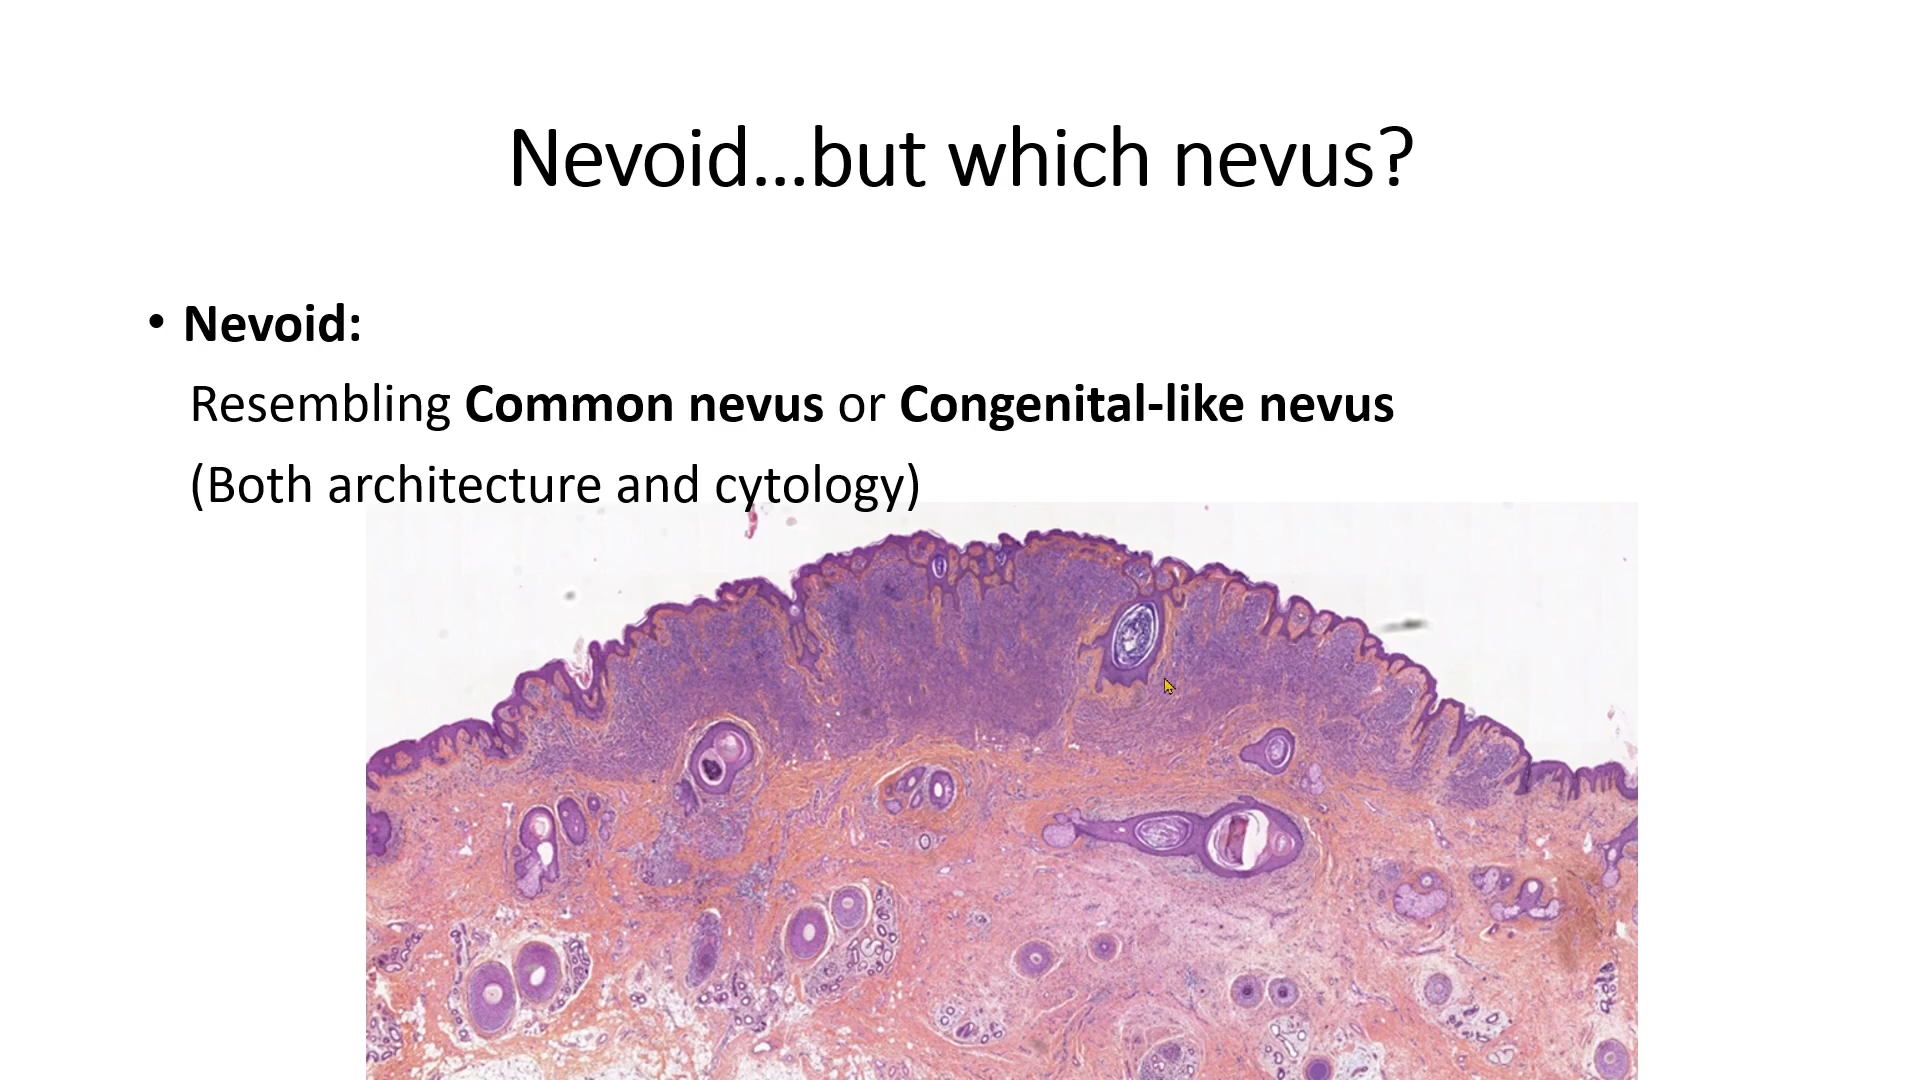 Nevoid...but which nevus?
• Nevoid:
Resembling Common nevus or Congenital-like nevus
(Both architecture and cytology)